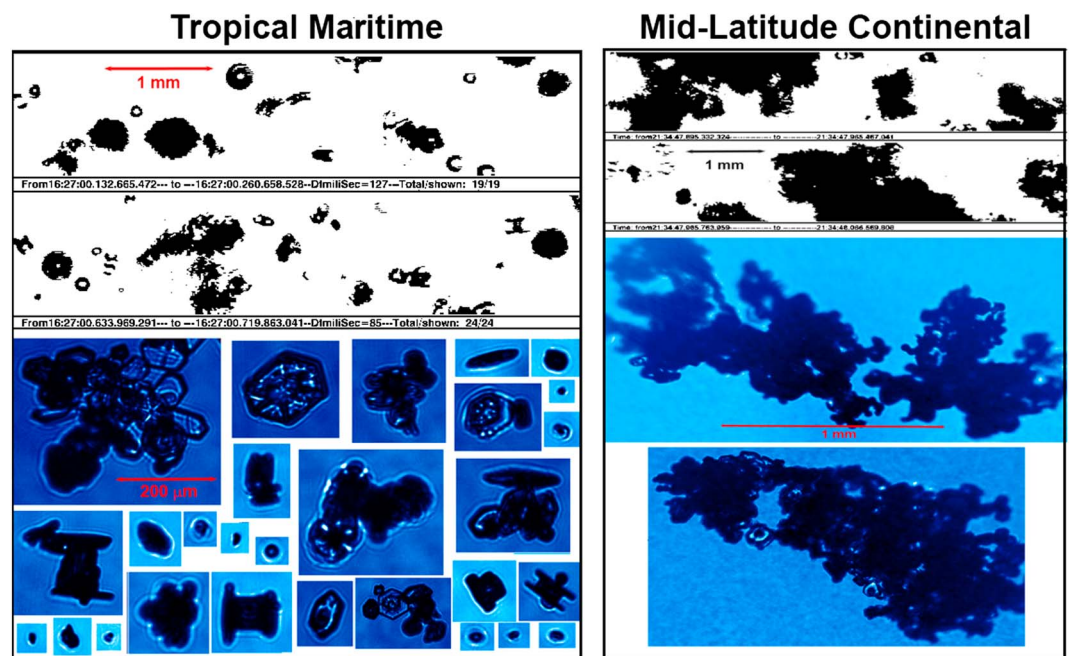 Tropical Maritime
1 mm
From16:27:00.132.665.472--- to ---16:27:00.260.658.528--DtmiliSec=127---Total/shown: 19/19
From16:27:00.633.969.291--- to ---16:27:00.719.863.041--DtmiliSec=85---Total/shown: 24/24
200 μm
Mid-Latitude Continental
1 mm
1 mm